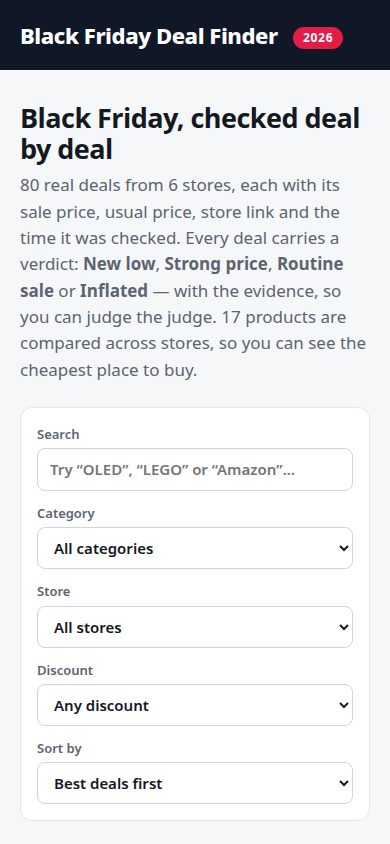 Black Friday Deal Finder 2026
Black Friday, checked deal
by deal
80 real deals from 6 stores, each with its
sale price, usual price, store link and the
time it was checked. Every deal carries a
verdict: New low, Strong price, Routine
sale or Inflated — with the evidence, so
you can judge the judge. 17 products are
compared across stores, so you can see the
cheapest place to buy.
Search
Try “OLED”, “LEGO” or “Amazon”…
Category
All categories
Store
All stores
Discount
Any discount
Sort by
Best deals first